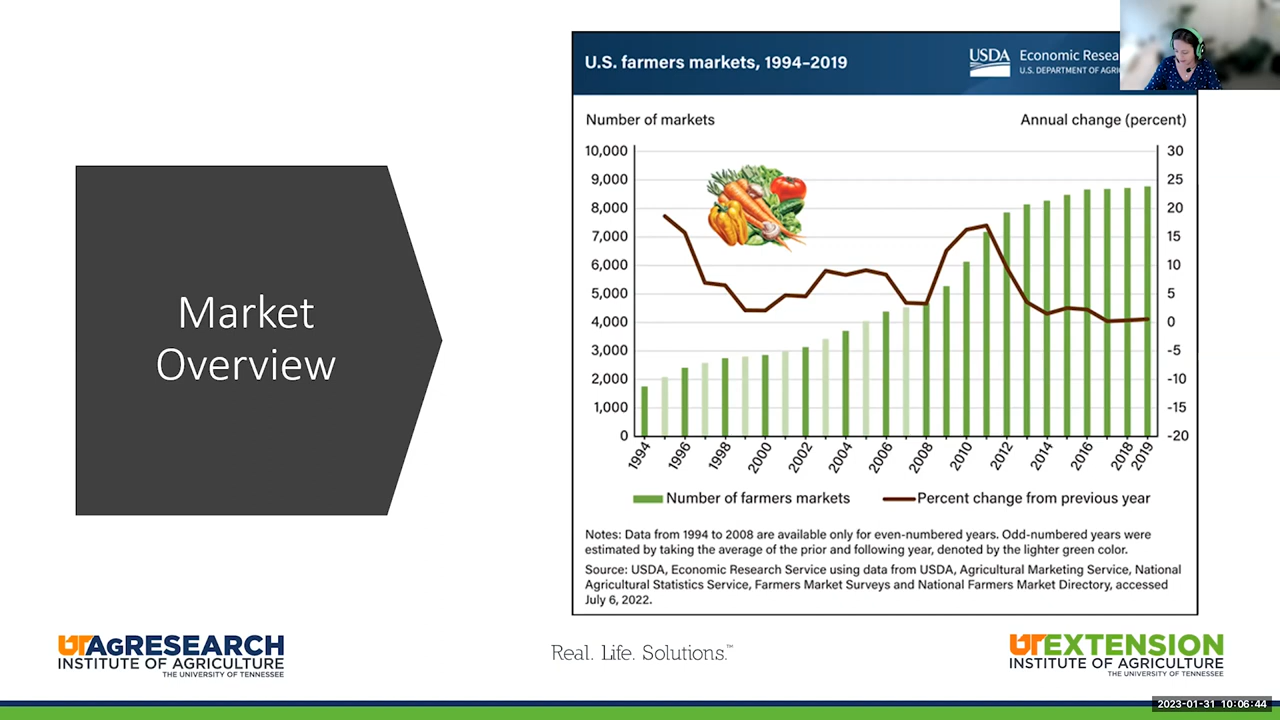 Market
Overview
U.S. farmers markets, 1994–2019
USDA
Economic
U.S. DEPARTMENT OF
Number of markets
Annual change (percent)
10,000
9,000
8,000
7,000
6,000
5,000
4,000
3,000
2,000
1,000
0
30
25
20
15
10
5
0
-5
-10
-15
-20
1994
1996
1998
2000
2002
2004
2006
2008
2010
2012
2014
2016
2018
2019
Number of farmers markets
Percent change from previous year
Notes: Data from 1994 to 2008 are available only for even-numbered years. Odd-numbered years were
estimated by taking the average of the prior and following year, denoted by the lighter green color.
Source: USDA, Economic Research Service using data from USDA, Agricultural Marketing Service, National
Agricultural Statistics Service, Farmers Market Surveys and National Farmers Market Directory, accessed
July 6, 2022.
UTAGRESEARCH
INSTITUTE OF AGRICULTURE
THE UNIVERSITY OF TENNESSEE
Real. Life. Solutions.™
UTEXTENSION
INSTITUTE OF AGRICULTURE
THE UNIVERSITY OF TENNESSEE
2023-01-31 10:06:44